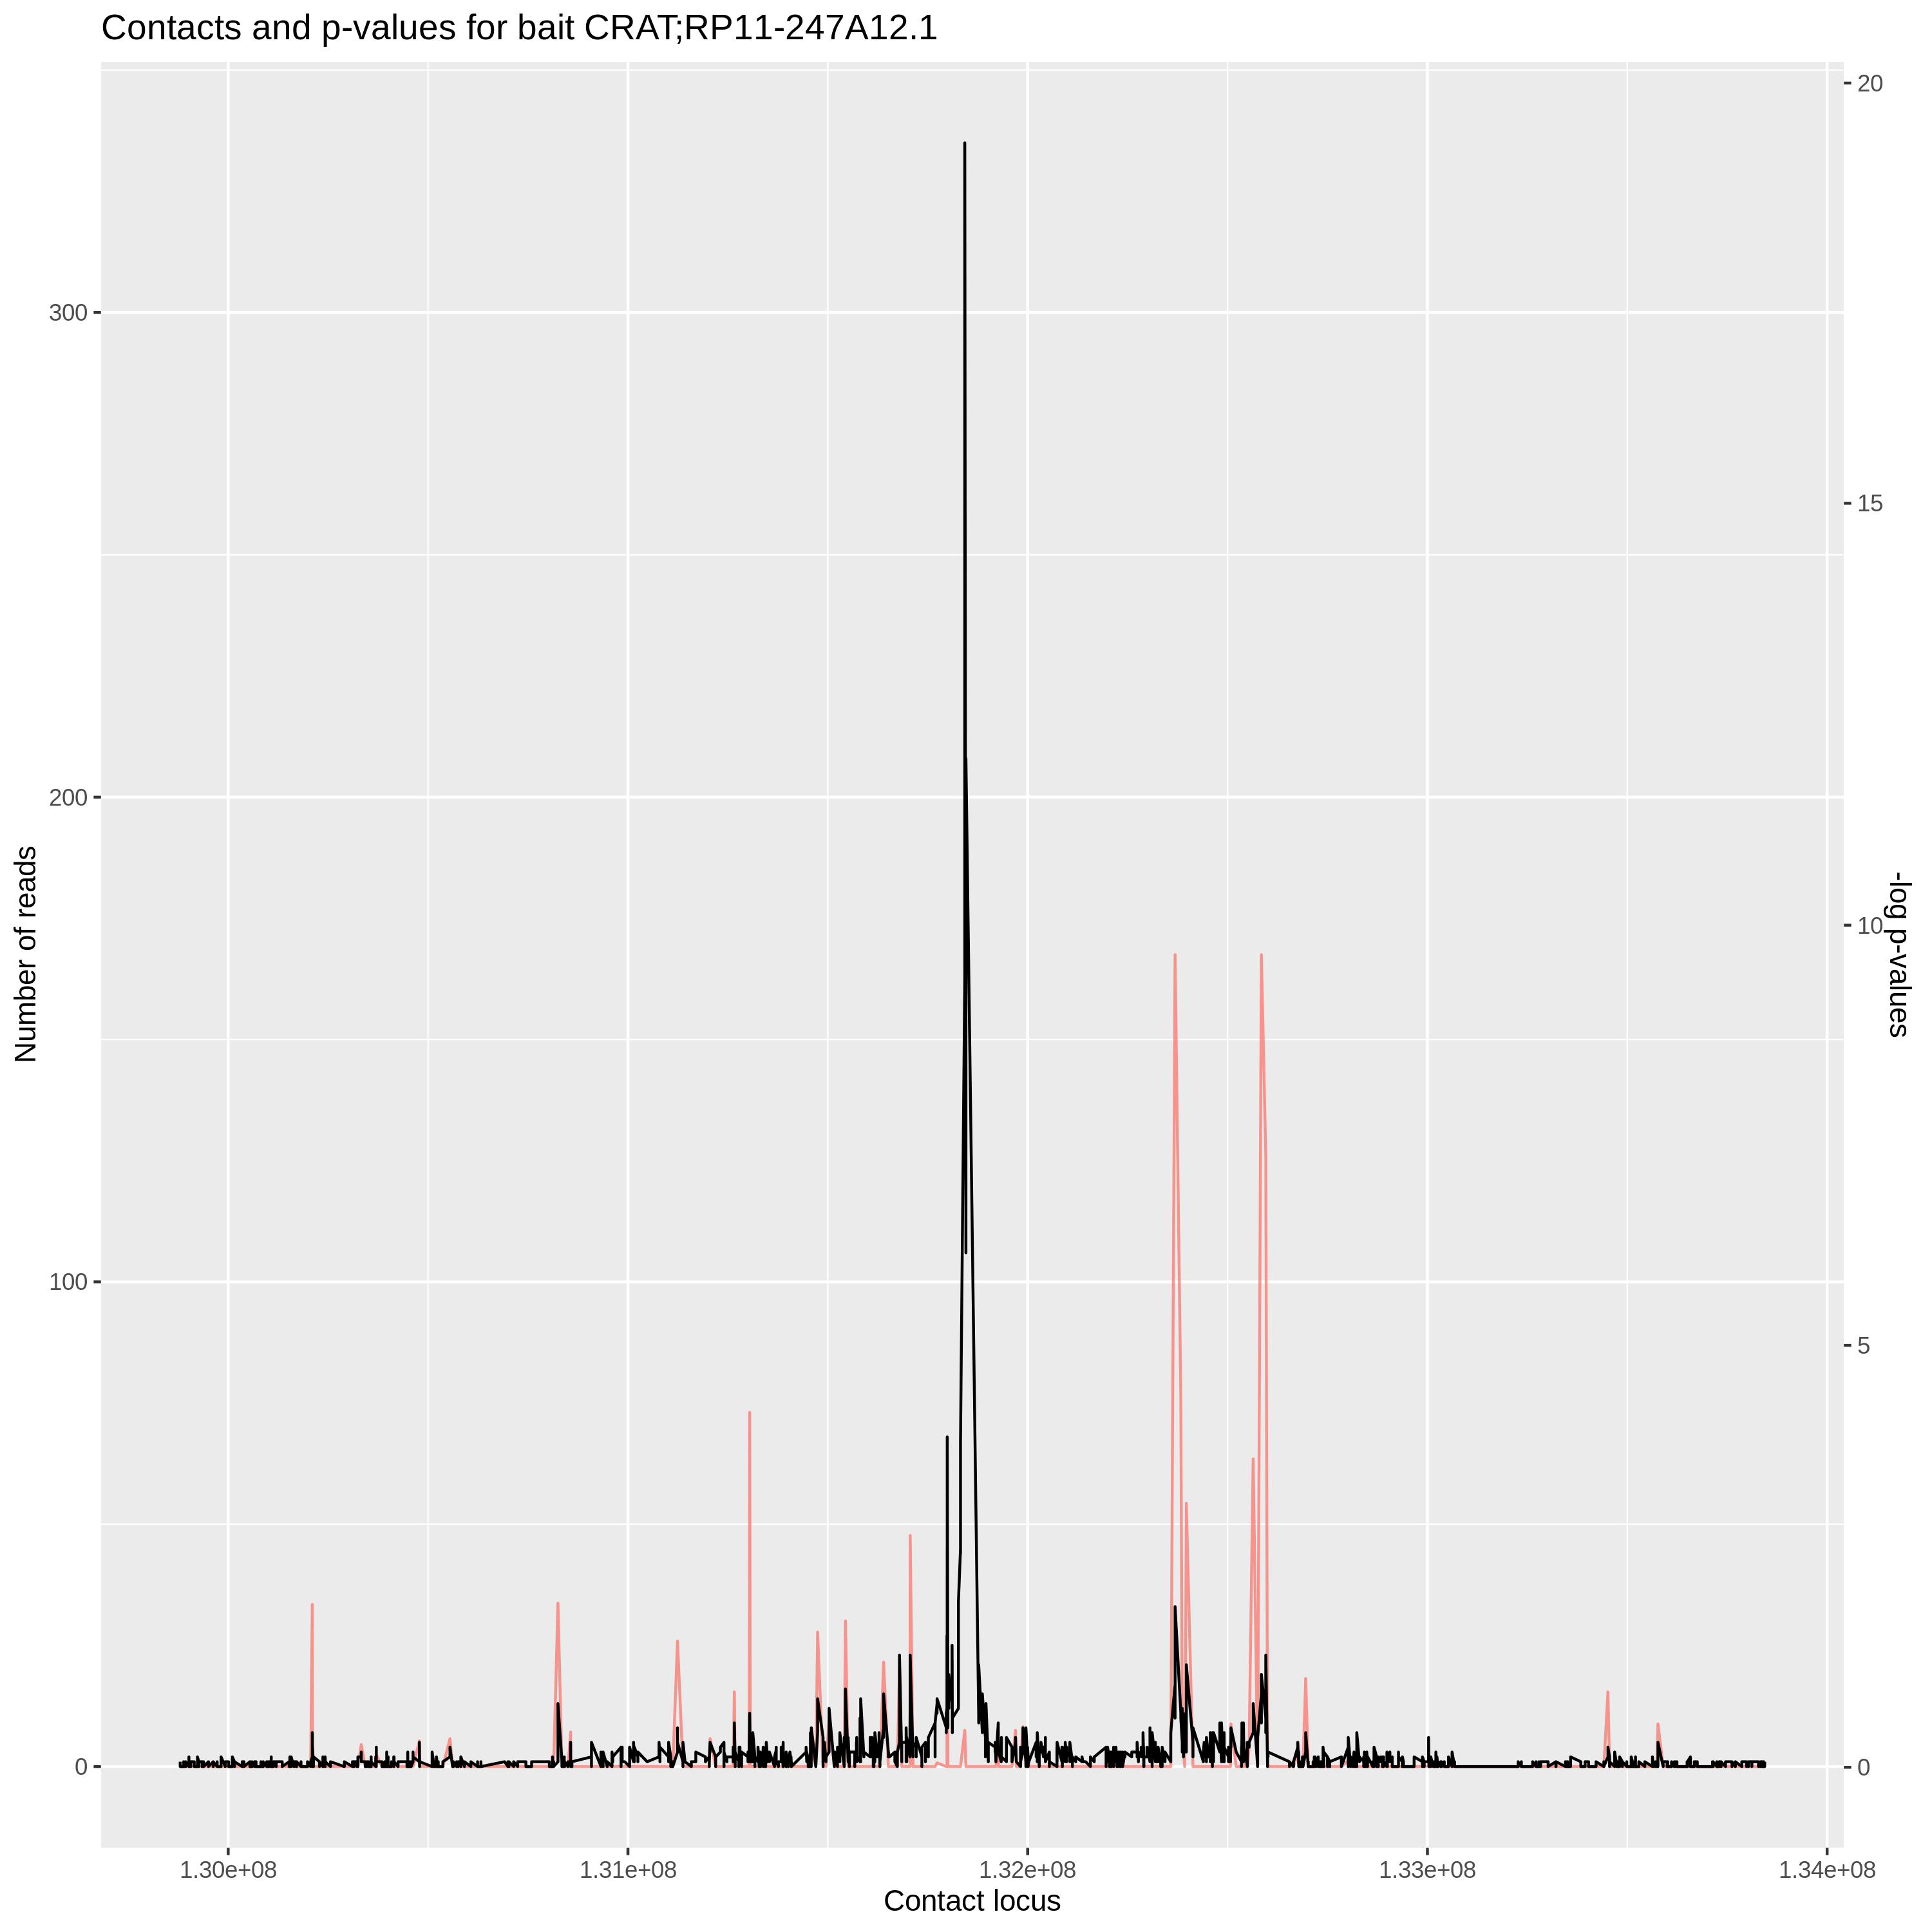 Contacts and p-values for bait CRAT;RP11-247A12.1
20
300
15
200
Number of reads
10
-log p-values
100
5
0
0
1.30e+08
1.31e+08
1.32e+08
1.33e+08
1.34e+08
Contact locus